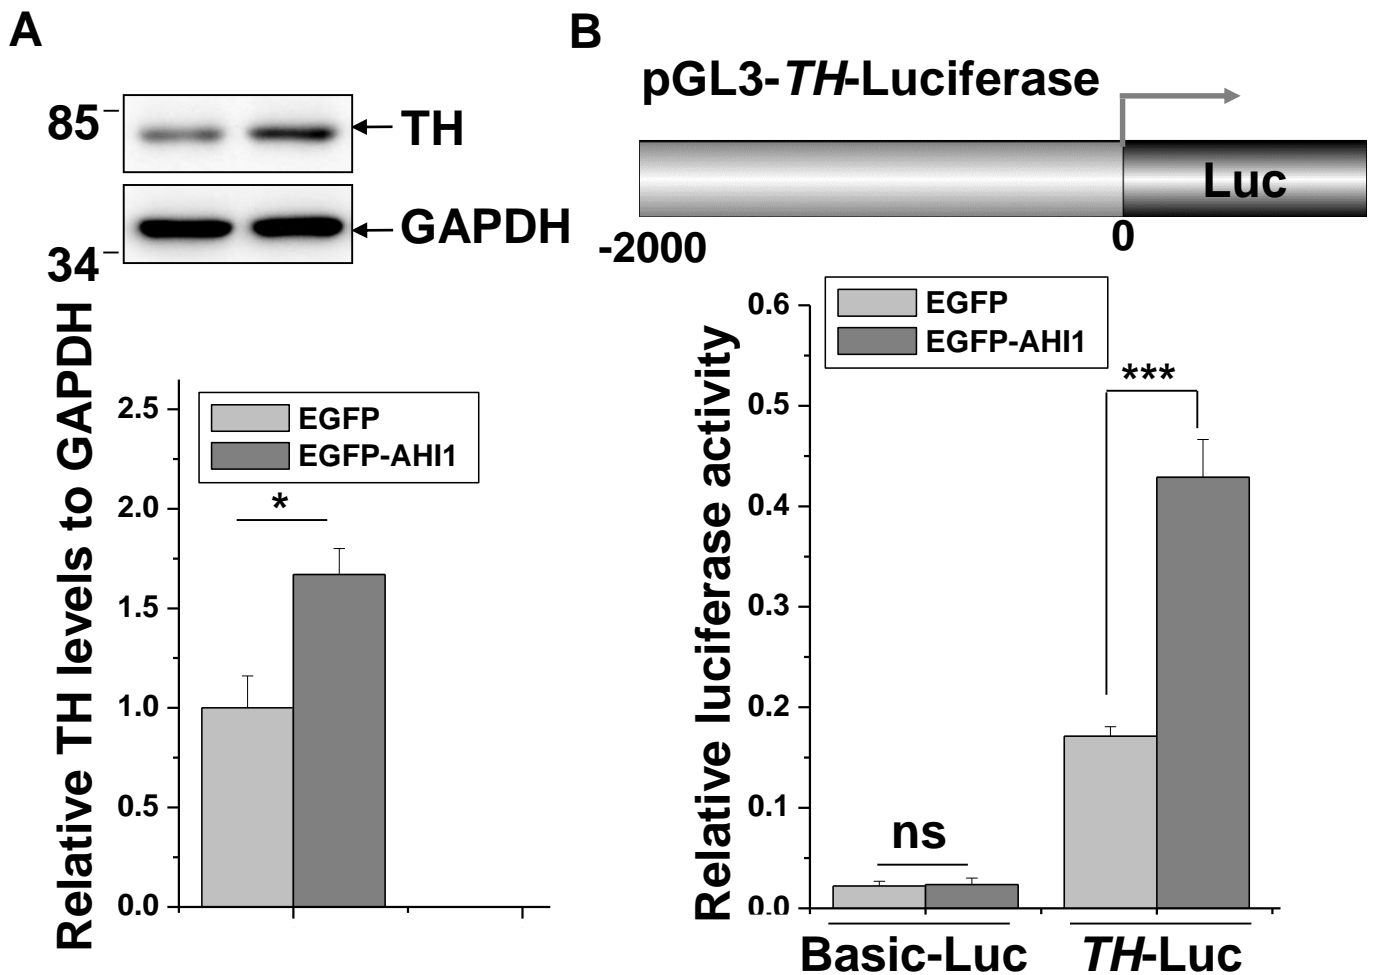 A
85
TH
GAPDH
34
Relative TH levels to GAPDH
2.5
2.0
1.5
1.0
0.5
0.0
EGFP
EGFP-AHI1
*
B
pGL3-TH-Luciferase
Luc
-2000
0
Relative luciferase activity
0.6
0.5
0.4
0.3
0.2
0.1
0.0
EGFP
EGFP-AHI1
***
ns
Basic-Luc
TH-Luc